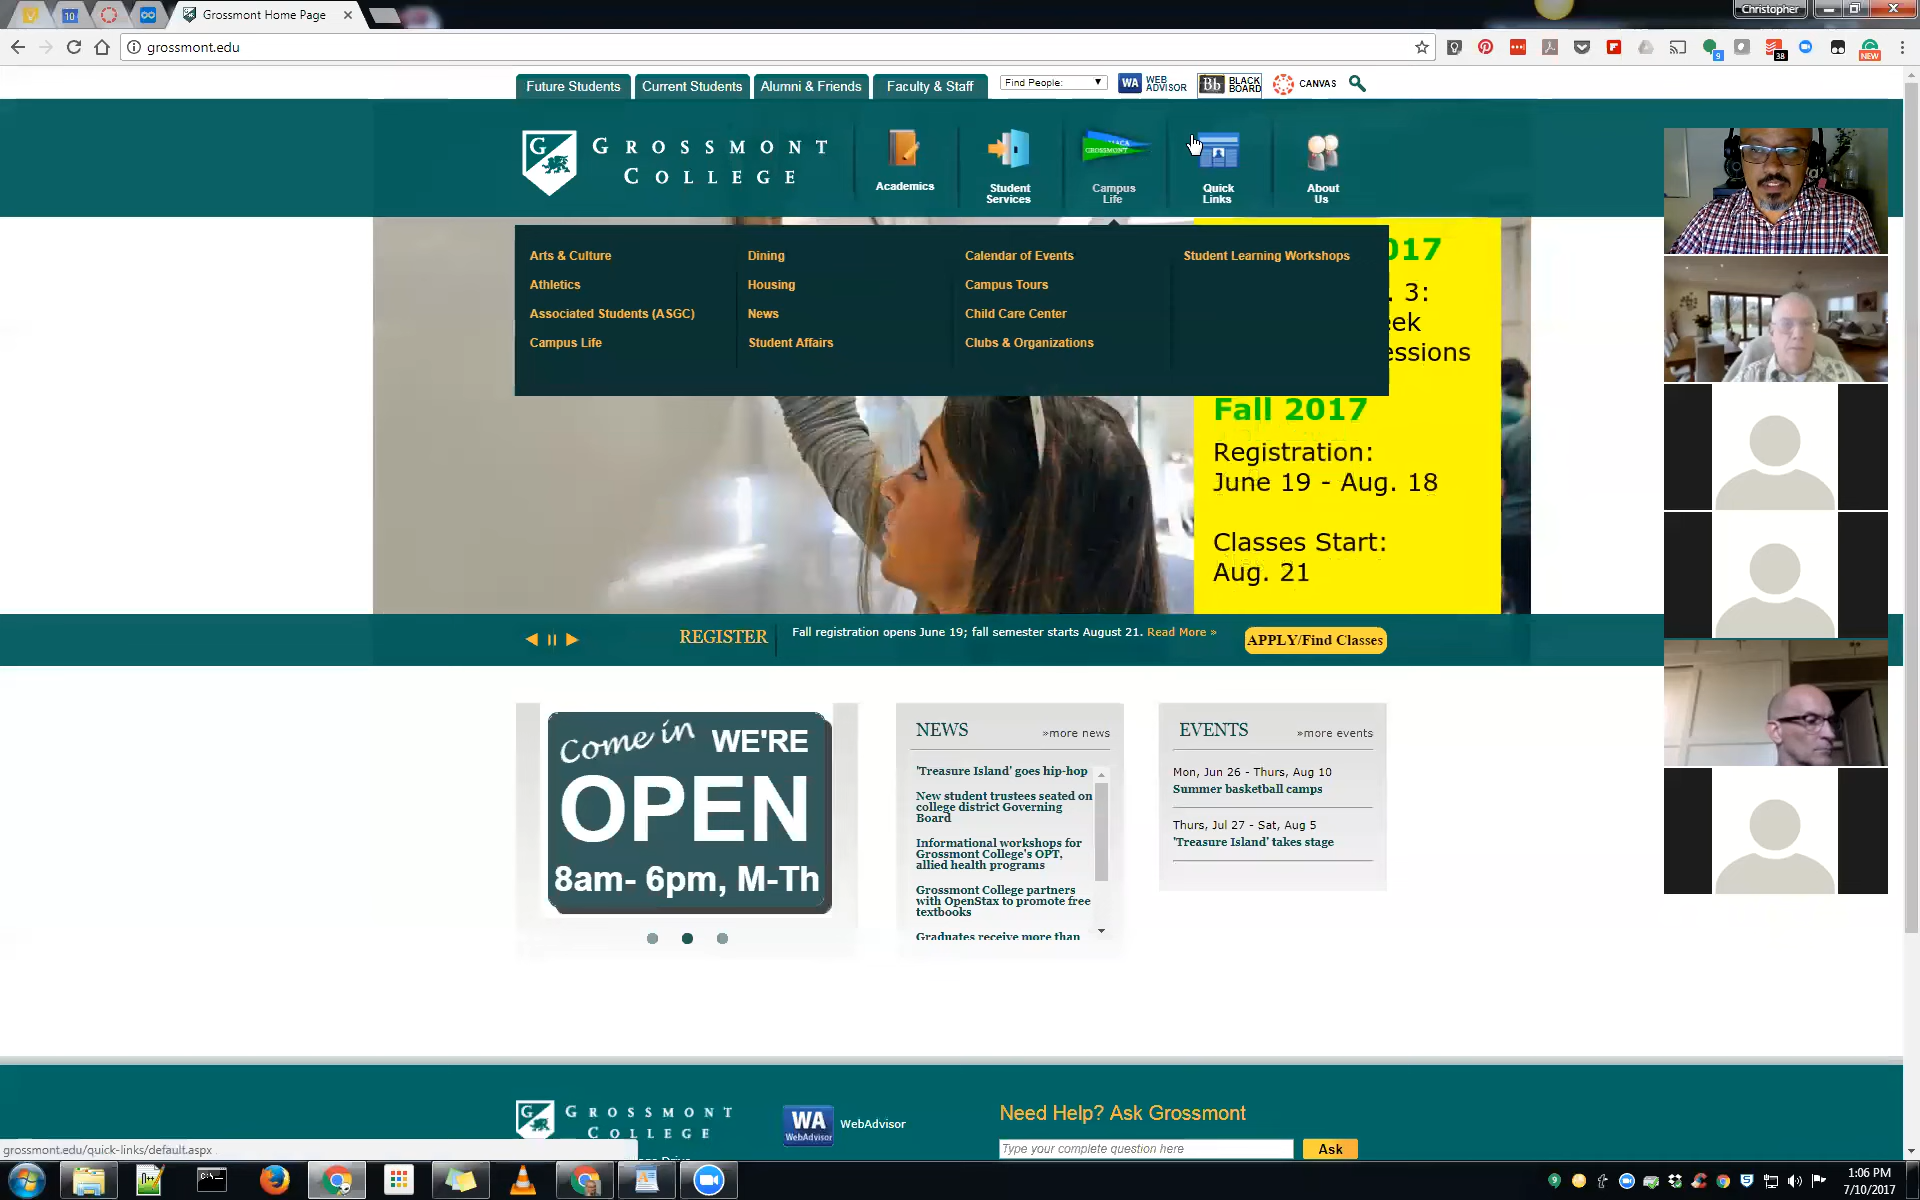 Grossmont Home Page
Christopher
grossmont.edu
Future Students
Current Students
Alumni & Friends
Faculty & Staff
Find People:
WA
WEB
ADVISOR
Bb
BLACK
BOARD
CANVAS
G
GROSSMONT
COLLEGE
Academics
Student
Services
GROSSMONT
Campus
Life
Quick
Links
About
Us
Arts & Culture
Dining
Calendar of Events
Student Learning Workshops
Athletics
Housing
Campus Tours
Associated Students (ASGC)
News
Child Care Center
Campus Life
Student Affairs
Clubs & Organizations
017
. 3:
eek
essions
Fall 2017
Registration:
June 19 - Aug. 18
Classes Start:
Aug. 21
REGISTER
Fall registration opens June 19; fall semester starts August 21. Read More »
APPLY/Find Classes
Come in WE'RE
OPEN
8am- 6pm, M-Th
NEWS
»more news
'Treasure Island' goes hip-hop
New student trustees seated on
college district Governing
Board
Informational workshops for
Grossmont College's OPT,
allied health programs
Grossmont College partners
with OpenStax to promote free
textbooks
Graduates receive more than
EVENTS
»more events
Mon, Jun 26 - Thurs, Aug 10
Summer basketball camps
Thurs, Jul 27 - Sat, Aug 5
'Treasure Island' takes stage
G
GROSSMONT
COLLEGE
WA
WebAdvisor
WebAdvisor
Need Help? Ask Grossmont
Type your complete question here
Ask
grossmont.edu/quick-links/default.aspx
1:06 PM
7/10/2017